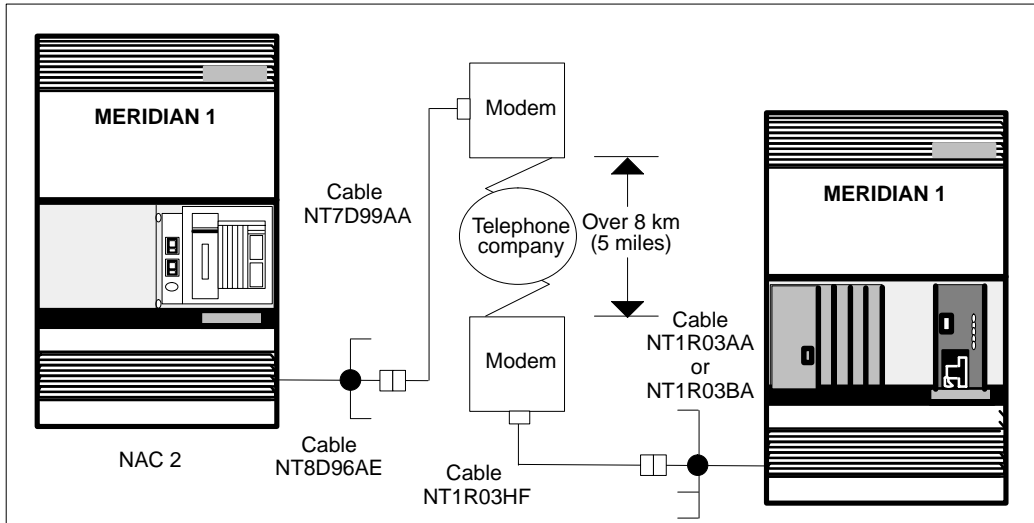 MERIDIAN 1
NAC 2
Cable
NT7D99AA
Cable
NT8D96AE
Modem
Telephone
company
Over 8 km
(5 miles)
Modem
Cable
NT1R03HF
Cable
NT1R03AA
or
NT1R03BA
MERIDIAN 1